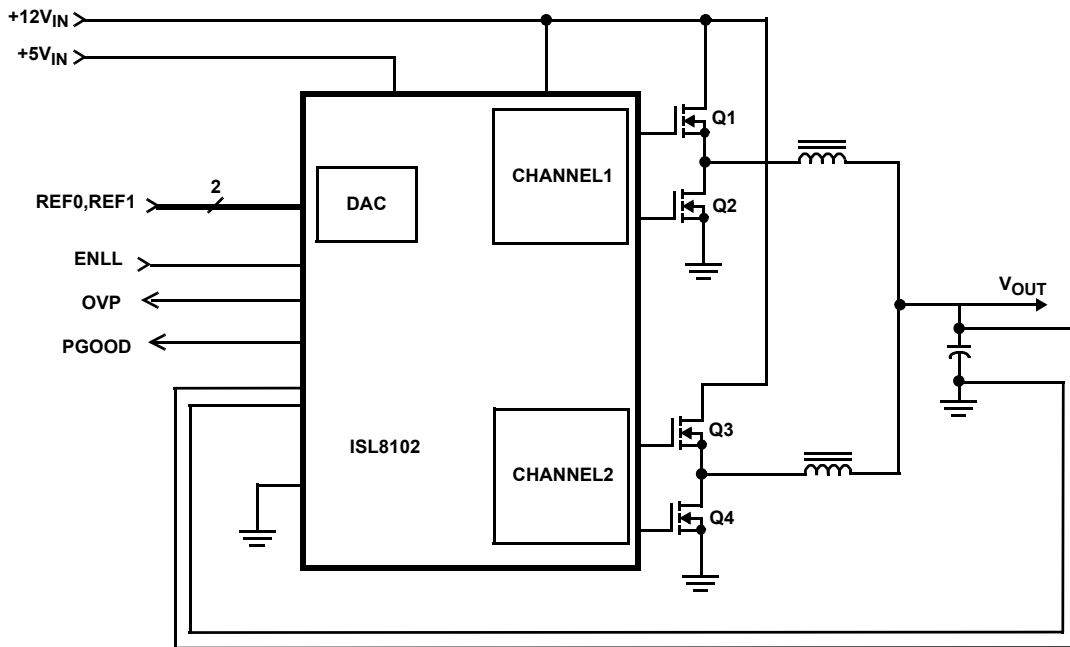 +12VIN
+5VIN
Q1
CHANNEL1
2
DAC
REF0,REF1
Q2
ENLL
VOUT
OVP
PGOOD
Q3
ISL8102
CHANNEL2
Q4